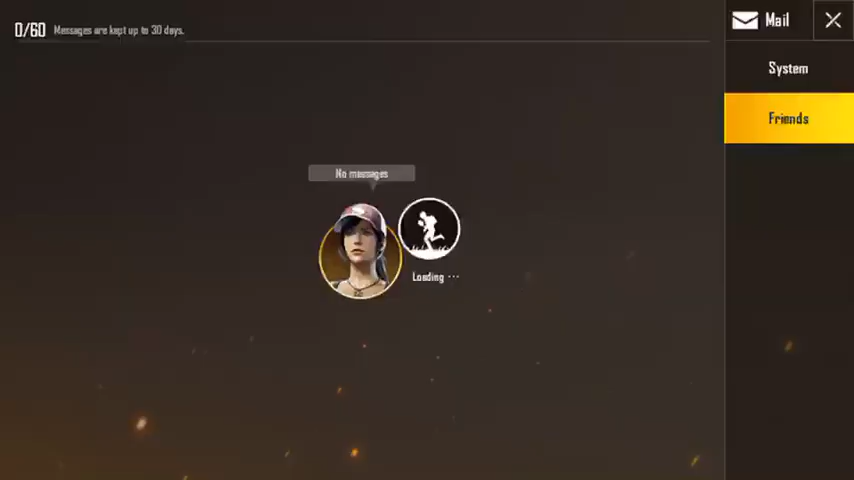 0/60 Messages are kept up to 30 days.
Mail
System
Friends
No messages
Loading ···